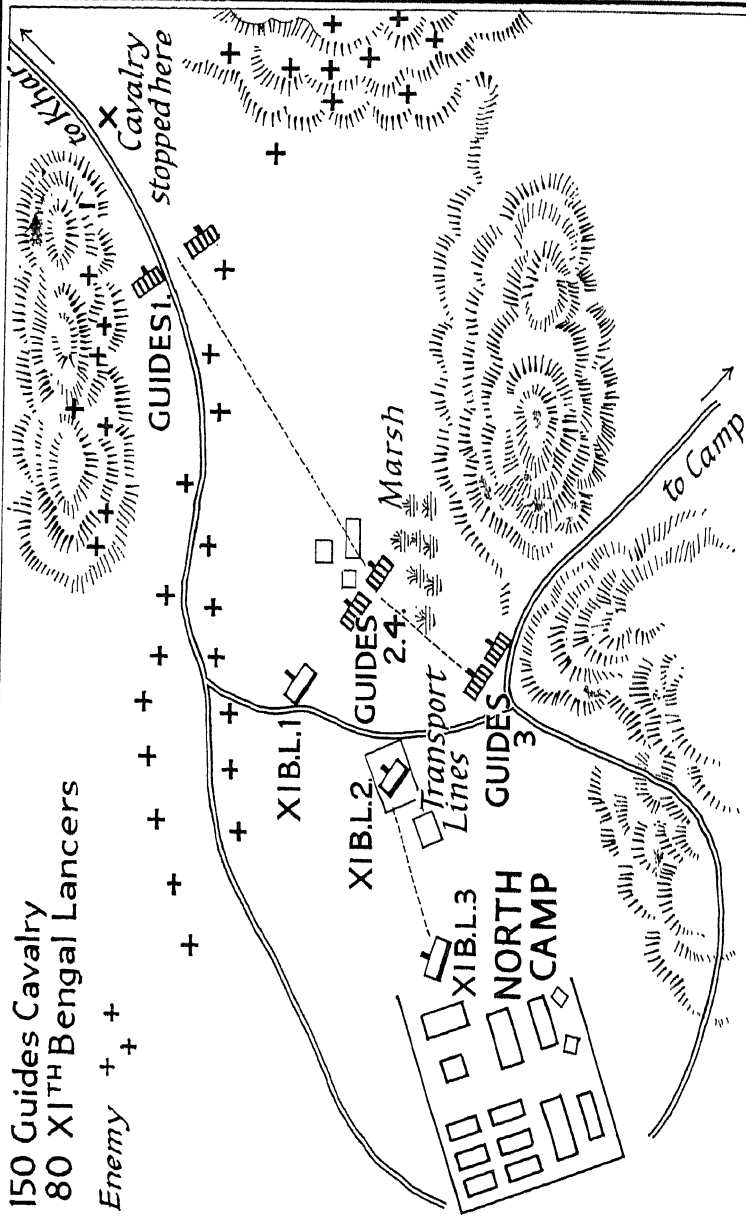 150 Guides Cavalry
80 XITH Bengal Lancers
Enemy
to Khar
X
Cavalry
stopped here
GUIDES 1.
Marsh
GUIDES
2.4.
XI B.L.1
XI B.L.2.
Transport
Lines
GUIDES
3
to Camp
XI B.L.3
NORTH
CAMP